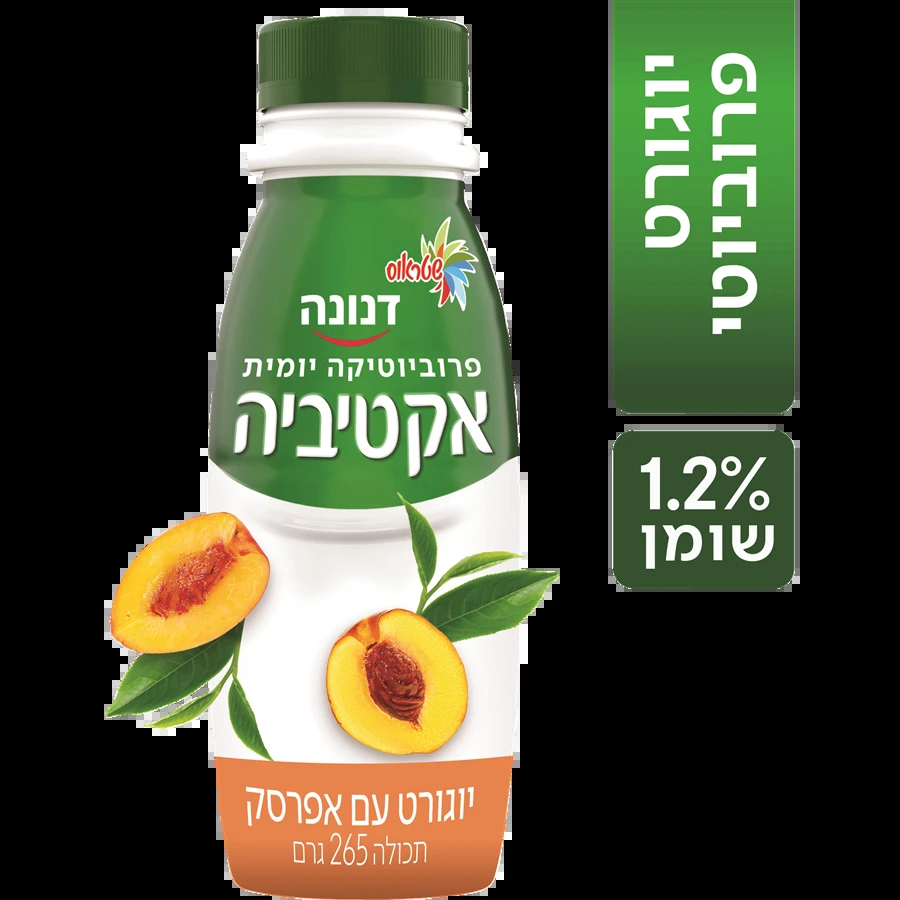 שטראוס
דנונה
פרוביוטיקה יומית
אקטיביה
יוגורט עם אפרסק
תכולה 265 גרם
יוגורט
פרוביוטי
1.2%
שומן